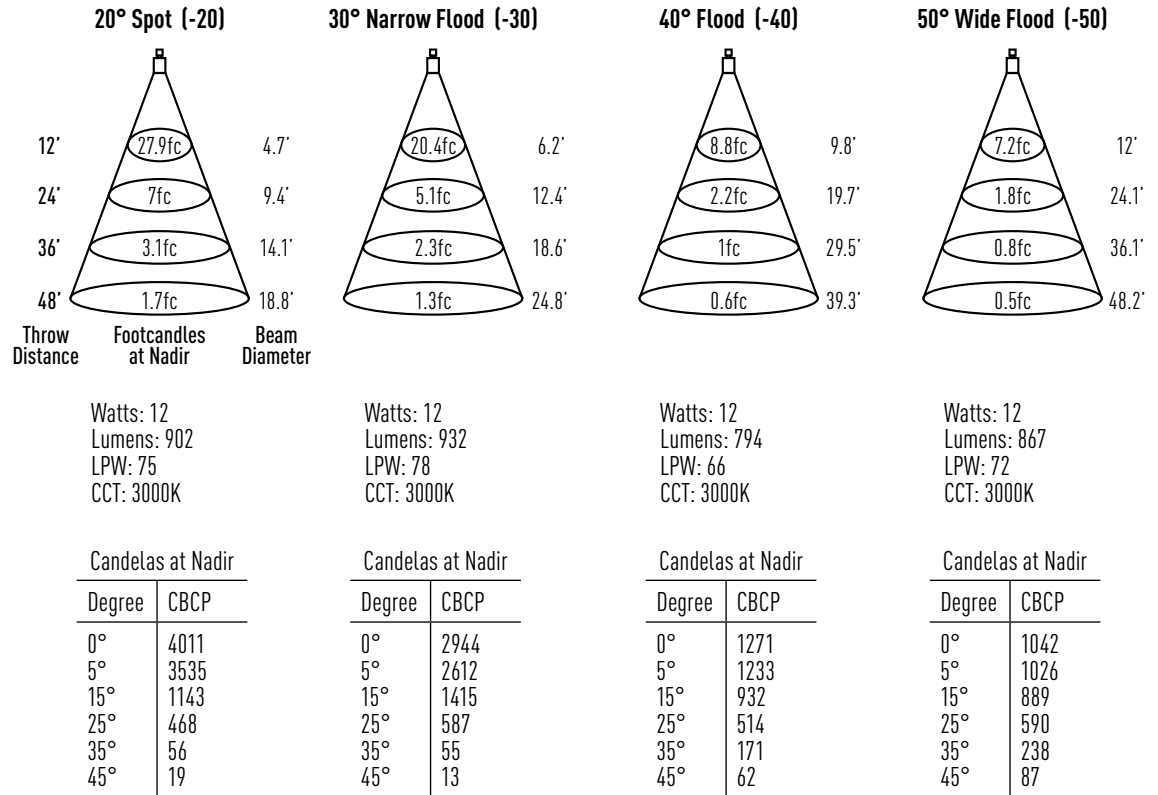 20° Spot (-20) 30° Narrow Flood (-30) 40° Flood (-40) 50° Wide Flood (-50)
12' 27.9fc 4.7' 20.4fc 6.2' 8.8fc 9.8' 7.2fc 12'
24' 7fc 9.4' 5.1fc 12.4' 2.2fc 19.7' 1.8fc 24.1'
36' 3.1fc 14.1' 2.3fc 18.6' 1fc 29.5' 0.8fc 36.1'
48' 1.7fc 18.8' 1.3fc 24.8' 0.6fc 39.3' 0.5fc 48.2'
Throw Footcandles Beam
Distance at Nadir Diameter
Watts: 12 Watts: 12 Watts: 12 Watts: 12
Lumens: 902 Lumens: 932 Lumens: 794 Lumens: 867
LPW: 75 LPW: 78 LPW: 66 LPW: 72
CCT: 3000K CCT: 3000K CCT: 3000K CCT: 3000K
Candelas at Nadir Candelas at Nadir Candelas at Nadir Candelas at Nadir
Degree CBCP Degree CBCP Degree CBCP Degree CBCP
0° 4011 0° 2944 0° 1271 0° 1042
5° 3535 5° 2612 5° 1233 5° 1026
15° 1143 15° 1415 15° 932 15° 889
25° 468 25° 587 25° 514 25° 590
35° 56 35° 55 35° 171 35° 238
45° 19 45° 13 45° 62 45° 87